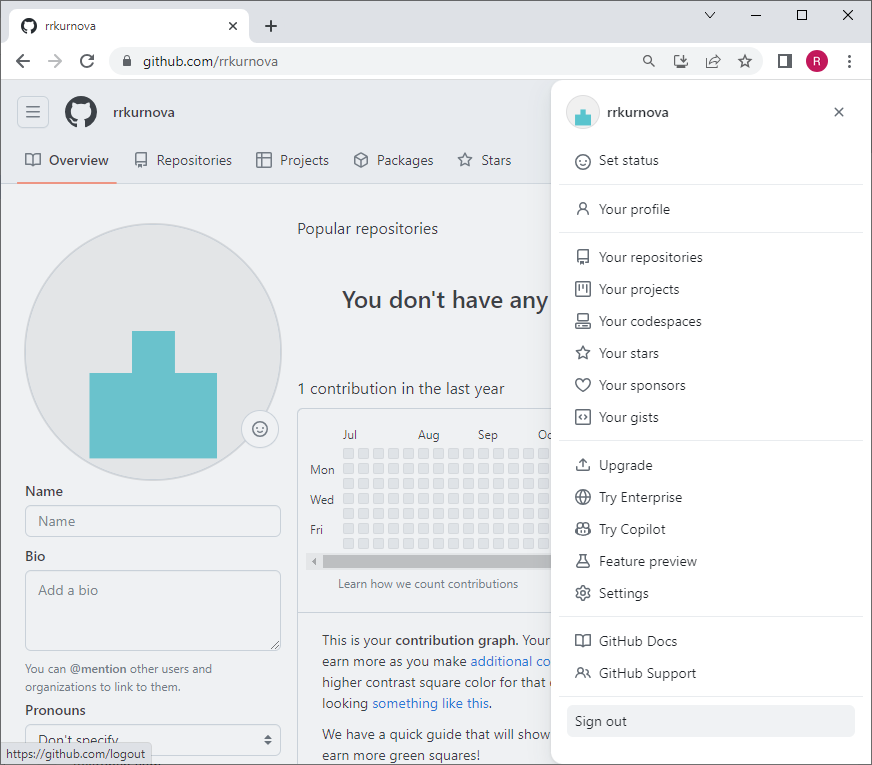 rrkurnova
github.com/rrkurnova
R
rrkurnova
Overview
Repositories
Projects
Packages
Stars
Popular repositories
You don't have any
1 contribution in the last year
Jul
Aug
Sep
Mon
Wed
Fri
Learn how we count contributions
This is your contribution graph. Your
earn more as you make additional co
higher contrast square color for that
looking something like this.
We have a quick guide that will show
earn more green squares!
Name
Name
Bio
Add a bio
You can @mention other users and
organizations to link to them.
Pronouns
Don't specify
https://github.com/logout
rrkurnova
Set status
Your profile
Your repositories
Your projects
Your codespaces
Your stars
Your sponsors
Your gists
Upgrade
Try Enterprise
Try Copilot
Feature preview
Settings
GitHub Docs
GitHub Support
Sign out